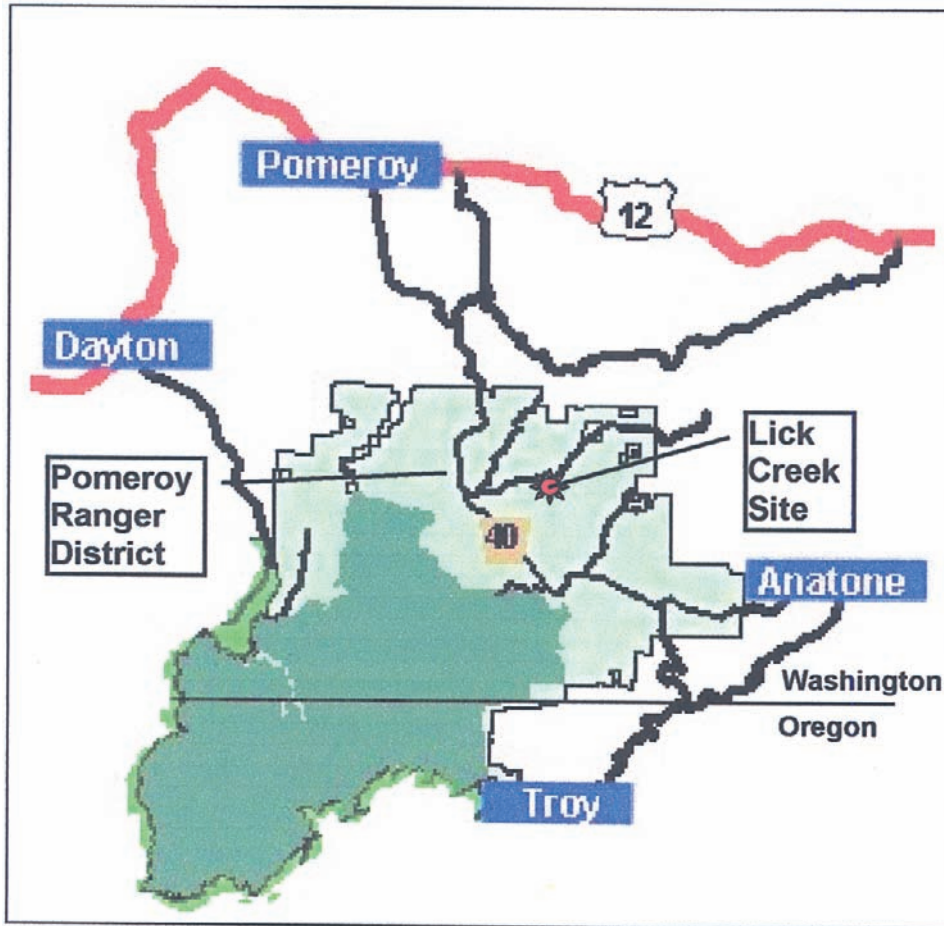 Pomeroy
12
Dayton
Lick
Creek
Site
Pomeroy
Ranger
District
40
Anatone
Washington
Oregon
Troy